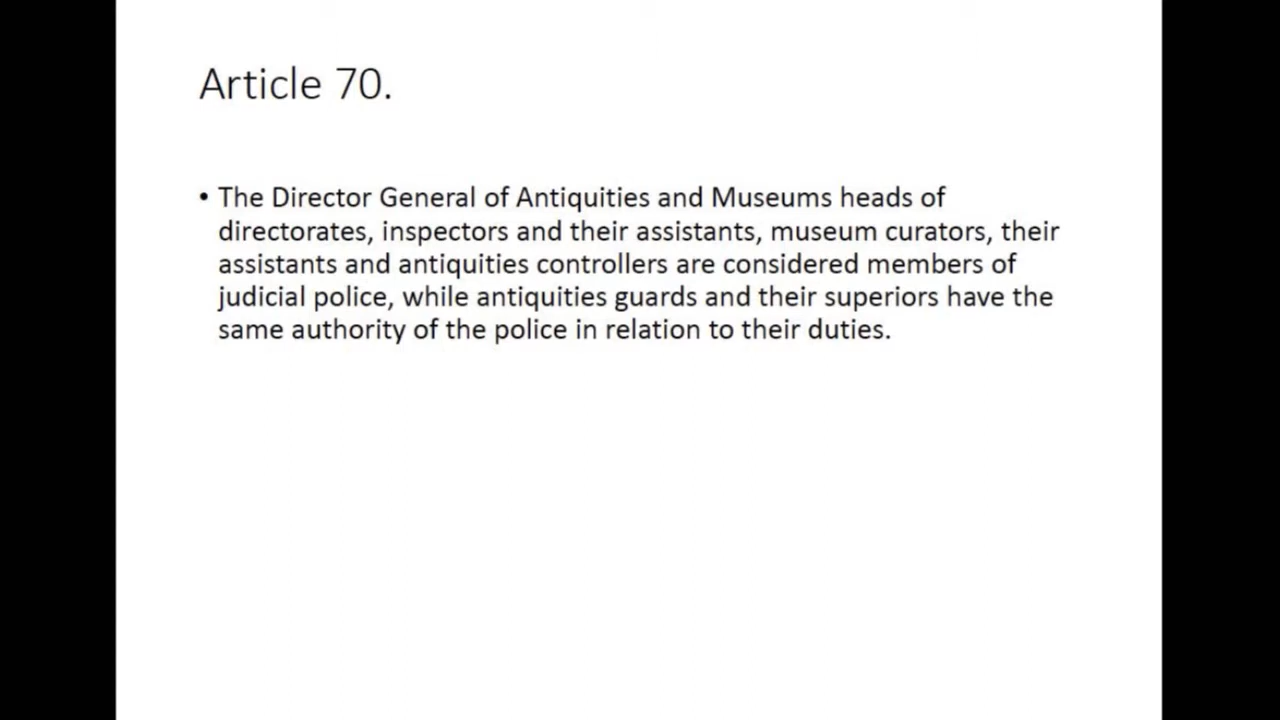 Article 70.
• The Director General of Antiquities and Museums heads of
directorates, inspectors and their assistants, museum curators, their
assistants and antiquities controllers are considered members of
judicial police, while antiquities guards and their superiors have the
same authority of the police in relation to their duties.